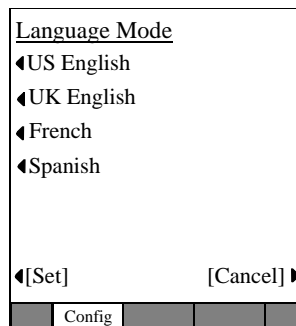 Language Mode
US English
UK English
French
Spanish
[Set] [Cancel]
Config